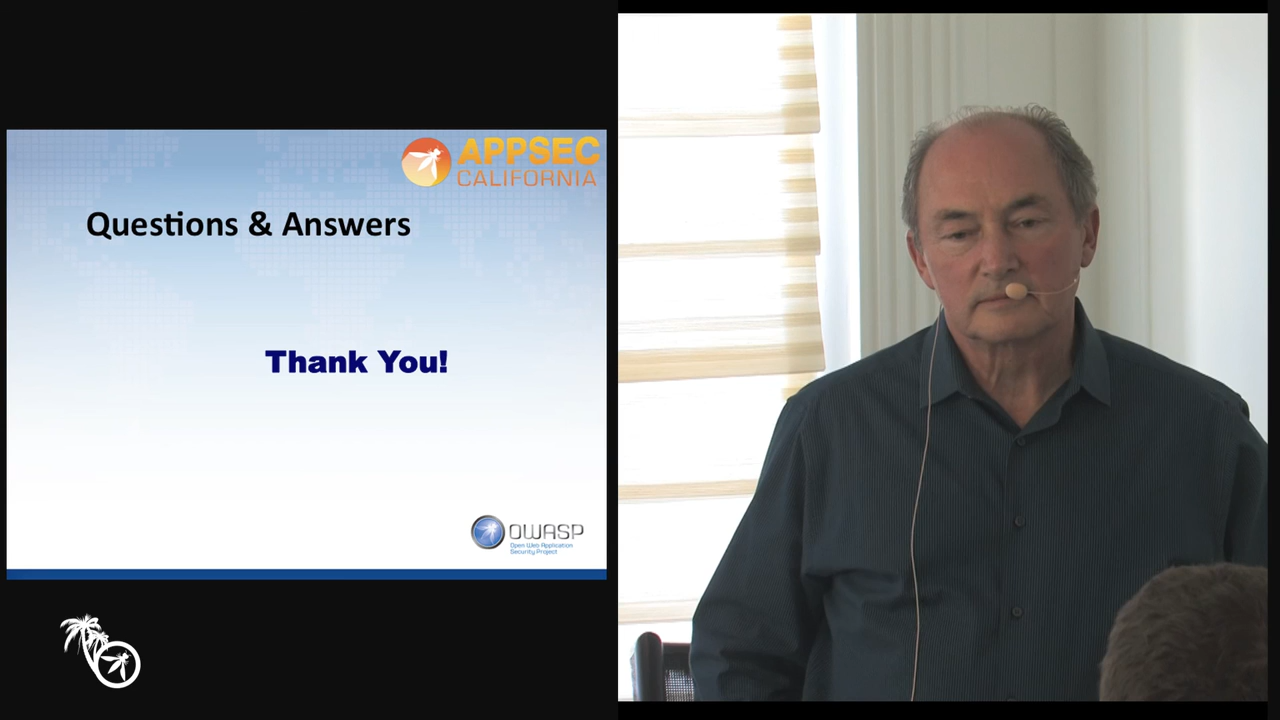 APPSEC
CALIFORNIA
Questions & Answers
Thank You!
OWASP
Open Web Application
Security Project